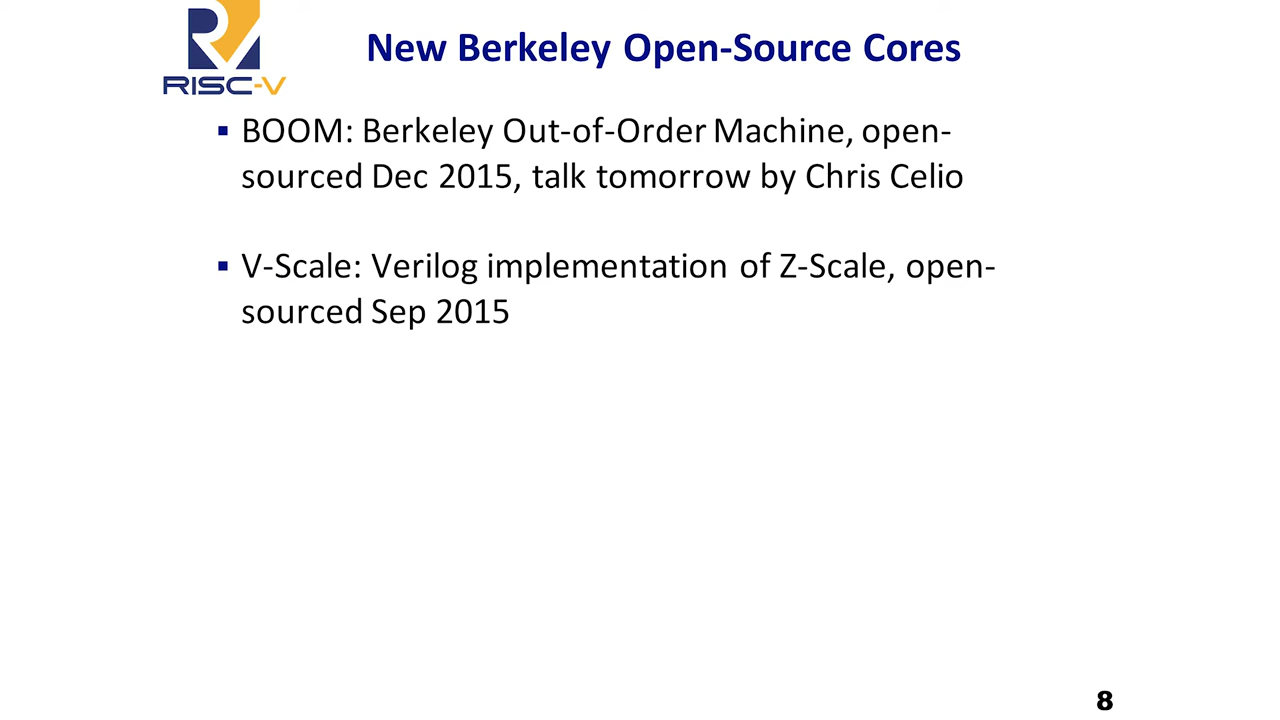 RISC-V
New Berkeley Open-Source Cores
▪ BOOM: Berkeley Out-of-Order Machine, open-
sourced Dec 2015, talk tomorrow by Chris Celio
▪ V-Scale: Verilog implementation of Z-Scale, open-
sourced Sep 2015
8